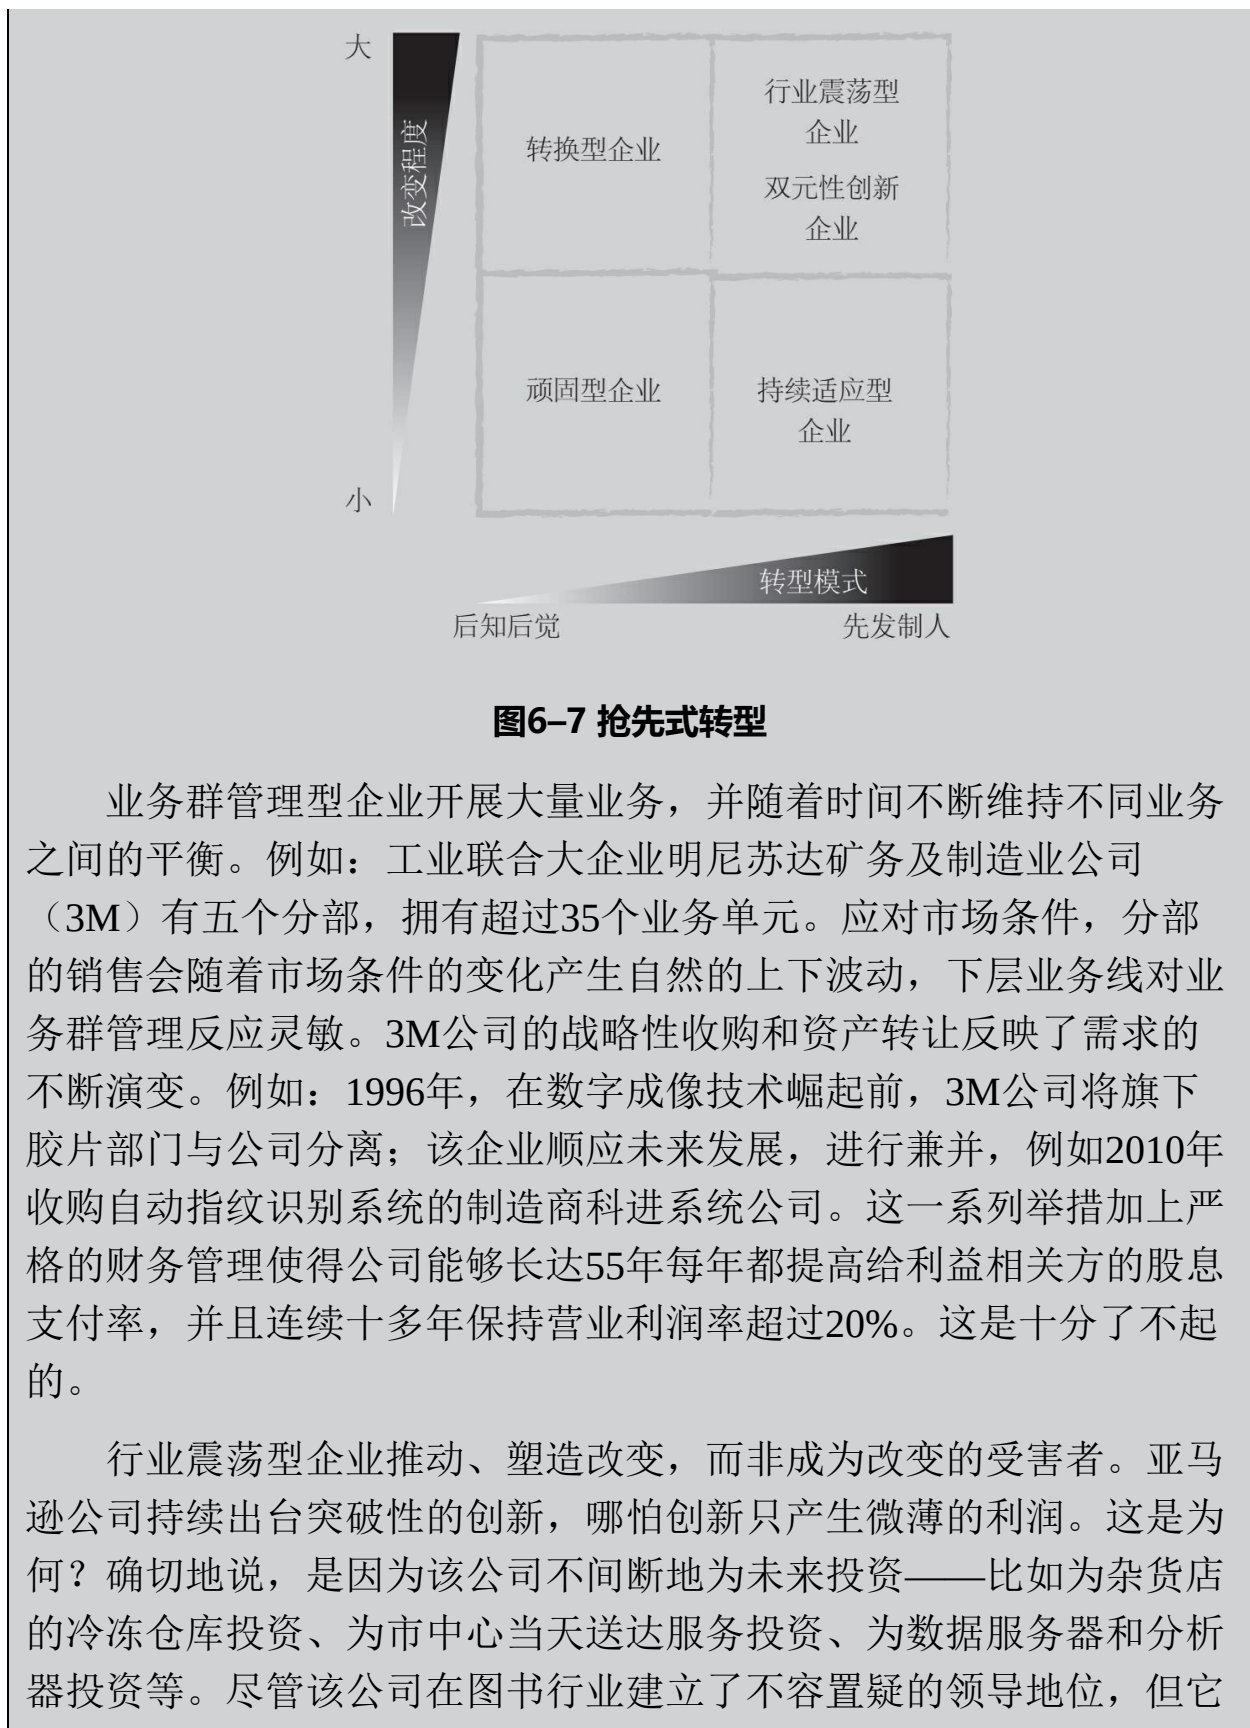 大
改变程度
小
转换型企业
行业震荡型
企业
双元性创新
企业
顽固型企业
持续适应型
企业
转型模式
后知后觉
先发制人
图6–7 抢先式转型
业务群管理型企业开展大量业务，并随着时间不断维持不同业务
之间的平衡。例如：工业联合大企业明尼苏达矿务及制造业公司
（3M）有五个分部，拥有超过35个业务单元。应对市场条件，分部
的销售会随着市场条件的变化产生自然的上下波动，下层业务线对业
务群管理反应灵敏。3M公司的战略性收购和资产转让反映了需求的
不断演变。例如：1996年，在数字成像技术崛起前，3M公司将旗下
胶片部门与公司分离；该企业顺应未来发展，进行兼并，例如2010年
收购自动指纹识别系统的制造商科进系统公司。这一系列举措加上严
格的财务管理使得公司能够长达55年每年都提高给利益相关方的股息
支付率，并且连续十多年保持营业利润率超过20%。这是十分了不起
的。
行业震荡型企业推动、塑造改变，而非成为改变的受害者。亚马
逊公司持续出台突破性的创新，哪怕创新只产生微薄的利润。这是为
何？确切地说，是因为该公司不间断地为未来投资——比如为杂货店
的冷冻仓库投资、为市中心当天送达服务投资、为数据服务器和分析
器投资等。尽管该公司在图书行业建立了不容置疑的领导地位，但它